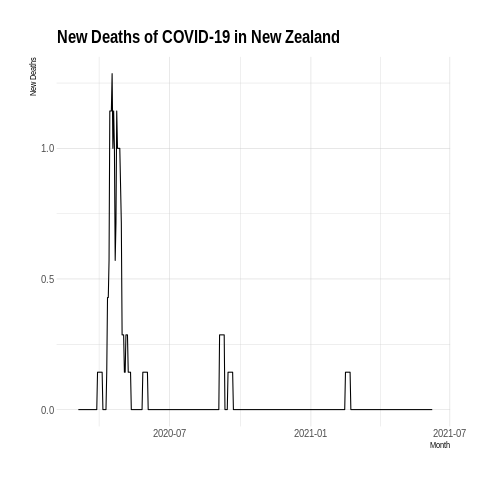 New Deaths of COVID-19 in New Zealand
New Deaths
1.0
0.5
0.0
2020-07 2021-01 2021-07
Month